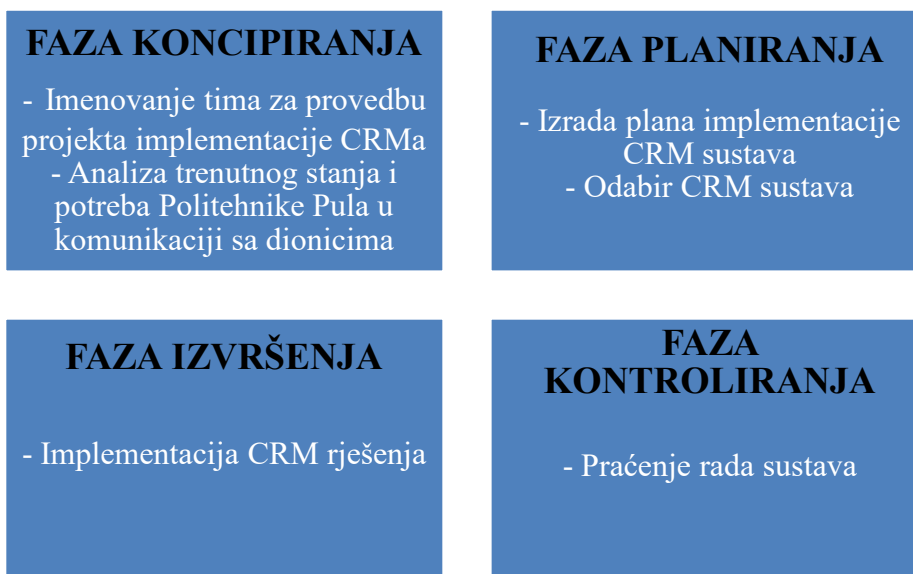 FAZA KONCIPIRANJA
- Imenovanje tima za provedbu
projekta implementacije CRMa
- Analiza trenutnog stanja i
potreba Politehnike Pula u
komunikaciji sa dionicima
FAZA PLANIRANJA
- Izrada plana implementacije
CRM sustava
- Odabir CRM sustava
FAZA IZVRŠENJA
- Implementacija CRM rješenja
FAZA
KONTROLIRANJA
- Praćenje rada sustava